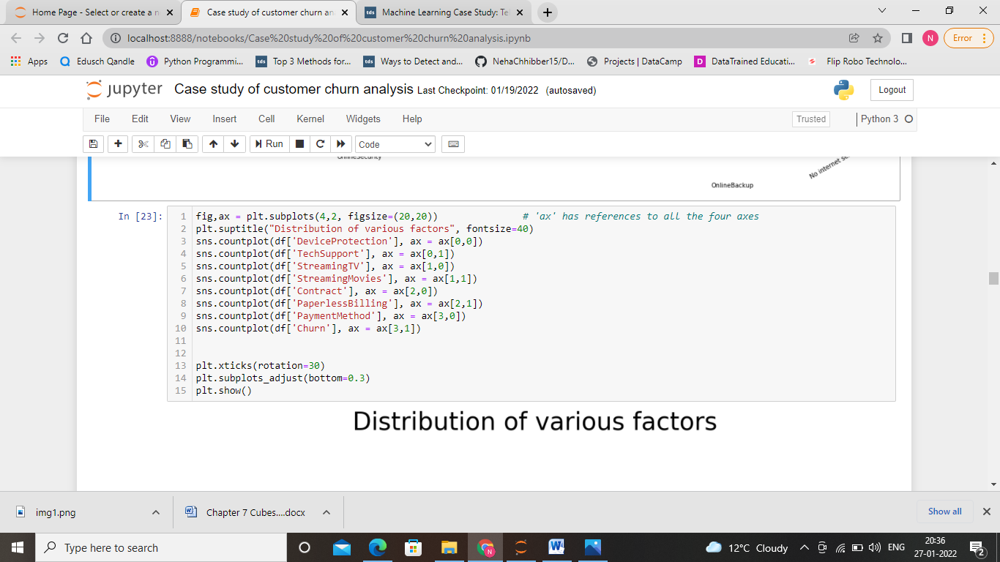 Home Page - Select or create a n
Case study of customer churn an
Machine Learning Case Study: Tel
localhost:8888/notebooks/Case%20study%20of%20customer%20churn%20analysis.ipynb
N
Error
Apps
Edusch Qandle
Python Programmi...
tds
Top 3 Methods for...
tds
Ways to Detect and...
NehaChhibber15/D...
Projects | DataCamp
D
DataTrained Educati...
Flip Robo Technolo...
jupyter Case study of customer churn analysis Last Checkpoint: 01/19/2022 (autosaved)
Logout
File Edit View Insert Cell Kernel Widgets Help
Trusted
Python 3
Run
Code
OnlineSecurity
No internet se
OnlineBackup
In [23]:
1 fig,ax = plt.subplots(4,2, figsize=(20,20)) # 'ax' has references to all the four axes
2 plt.suptitle("Distribution of various factors", fontsize=40)
3 sns.countplot(df['DeviceProtection'], ax = ax[0,0])
4 sns.countplot(df['TechSupport'], ax = ax[0,1])
5 sns.countplot(df['StreamingTV'], ax = ax[1,0])
6 sns.countplot(df['StreamingMovies'], ax = ax[1,1])
7 sns.countplot(df['Contract'], ax = ax[2,0])
8 sns.countplot(df['PaperlessBilling'], ax = ax[2,1])
9 sns.countplot(df['PaymentMethod'], ax = ax[3,0])
10 sns.countplot(df['Churn'], ax = ax[3,1])
11
12
13 plt.xticks(rotation=30)
14 plt.subplots_adjust(bottom=0.3)
15 plt.show()
Distribution of various factors
img1.png
Chapter 7 Cubes....docx
Show all
Type here to search
12°C Cloudy
ENG
20:36
27-01-2022
2